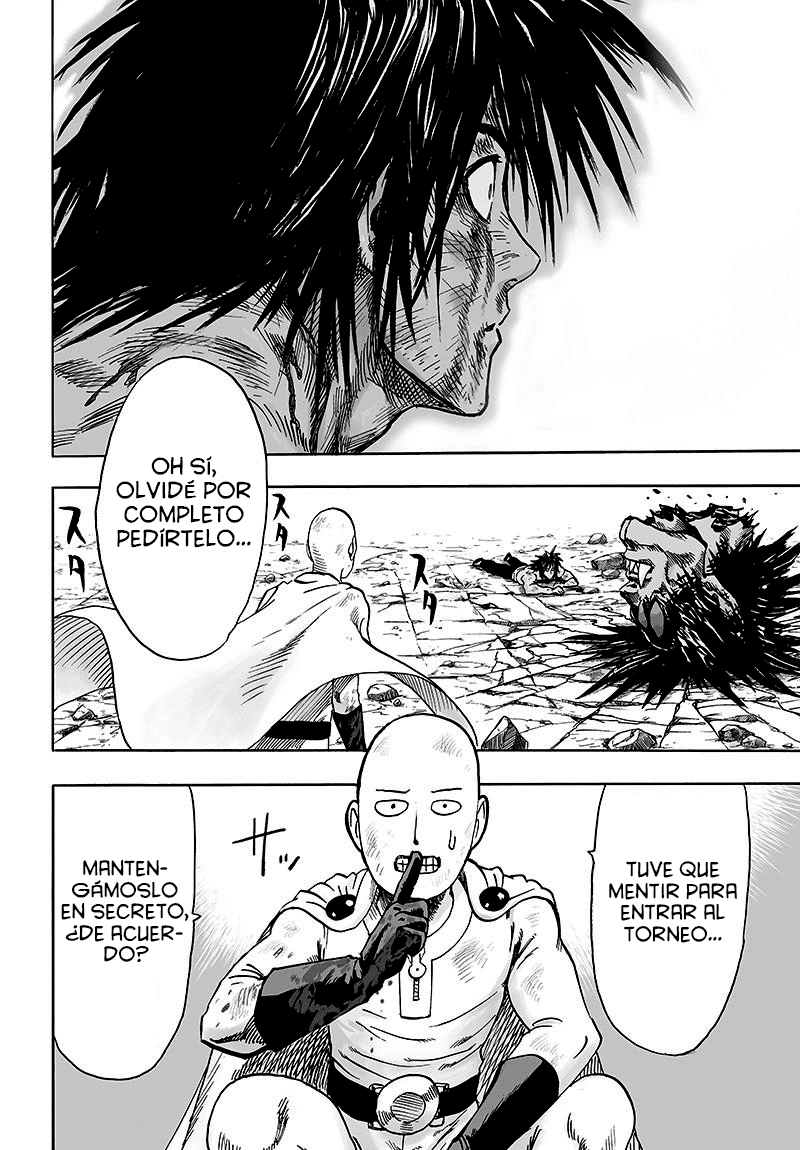 OH SÍ,
OLVIDÉ POR
COMPLETO
PEDÍRTELO...
スタ
スタ
スタ
TUVE QUE
MENTIR PARA
ENTRAR AL
TORNEO...
ザッ
MANTEN-
GÁMOSLO
EN SECRETO,
¿DE ACUER-
DO?